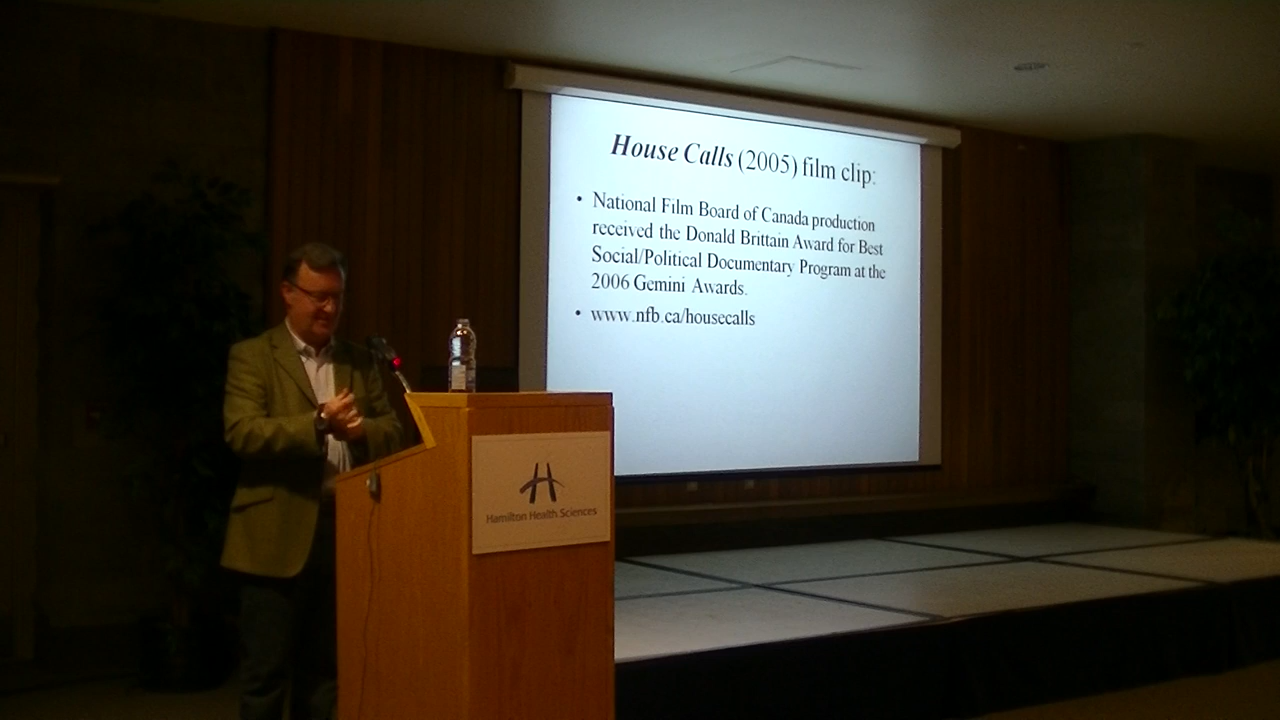 House Calls (2005) film clip:
• National Film Board of Canada production
received the Donald Brittain Award for Best
Social/Political Documentary Program at the
2006 Gemini Awards.
• www.nfb.ca/housecalls
Hamilton Health Sciences